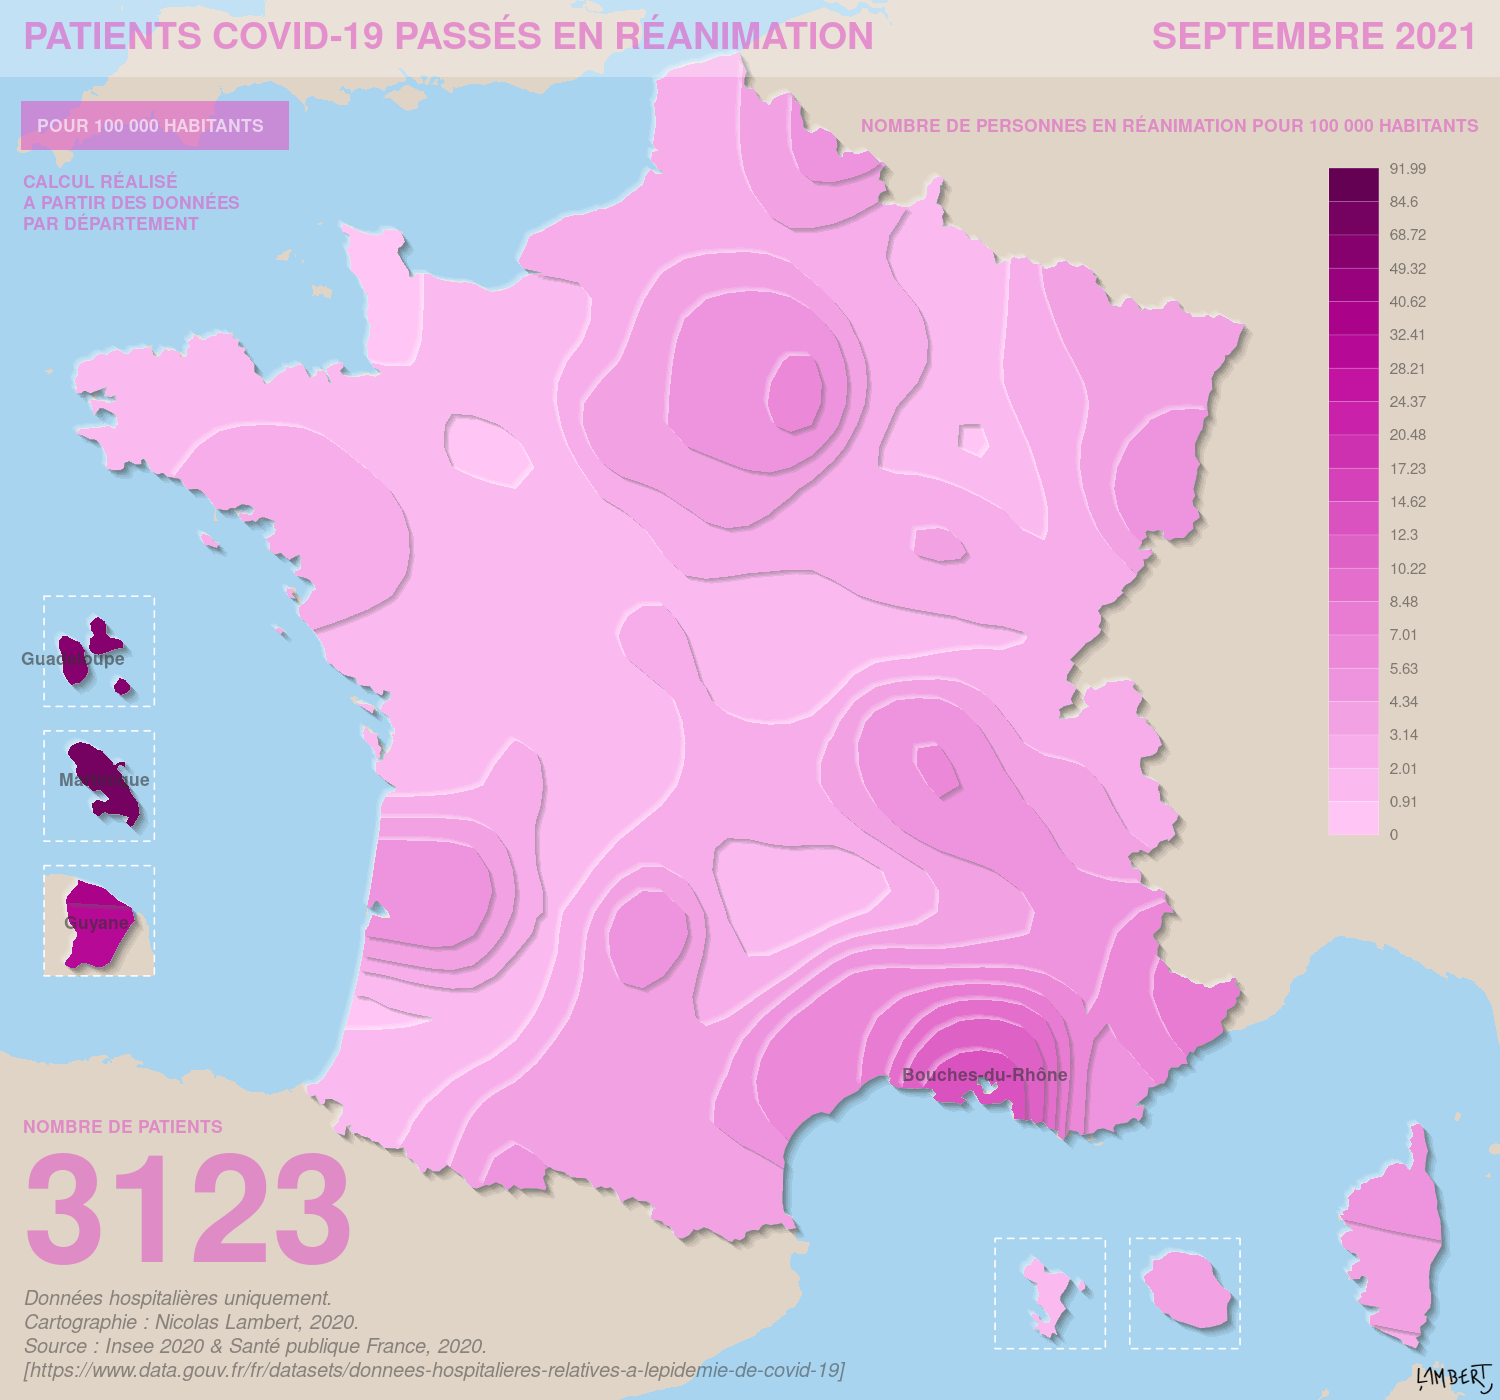 PATIENTS COVID-19 PASSÉS EN RÉANIMATION
SEPTEMBRE 2021
POUR 100 000 HABITANTS
CALCUL RÉALISÉ
A PARTIR DES DONNÉES
PAR DÉPARTEMENT
NOMBRE DE PERSONNES EN RÉANIMATION POUR 100 000 HABITANTS
91.99
84.6
68.72
49.32
40.62
32.41
28.21
24.37
20.48
17.23
14.62
12.3
10.22
8.48
7.01
5.63
4.34
3.14
2.01
0.91
0
Guadeloupe
Martinique
Guyane
Bouches-du-Rhône
NOMBRE DE PATIENTS
3123
Données hospitalières uniquement.
Cartographie : Nicolas Lambert, 2020.
Source : Insee 2020 & Santé publique France, 2020.
[https://www.data.gouv.fr/fr/datasets/donnees-hospitalieres-relatives-a-lepidemie-de-covid-19]
LAMBERT